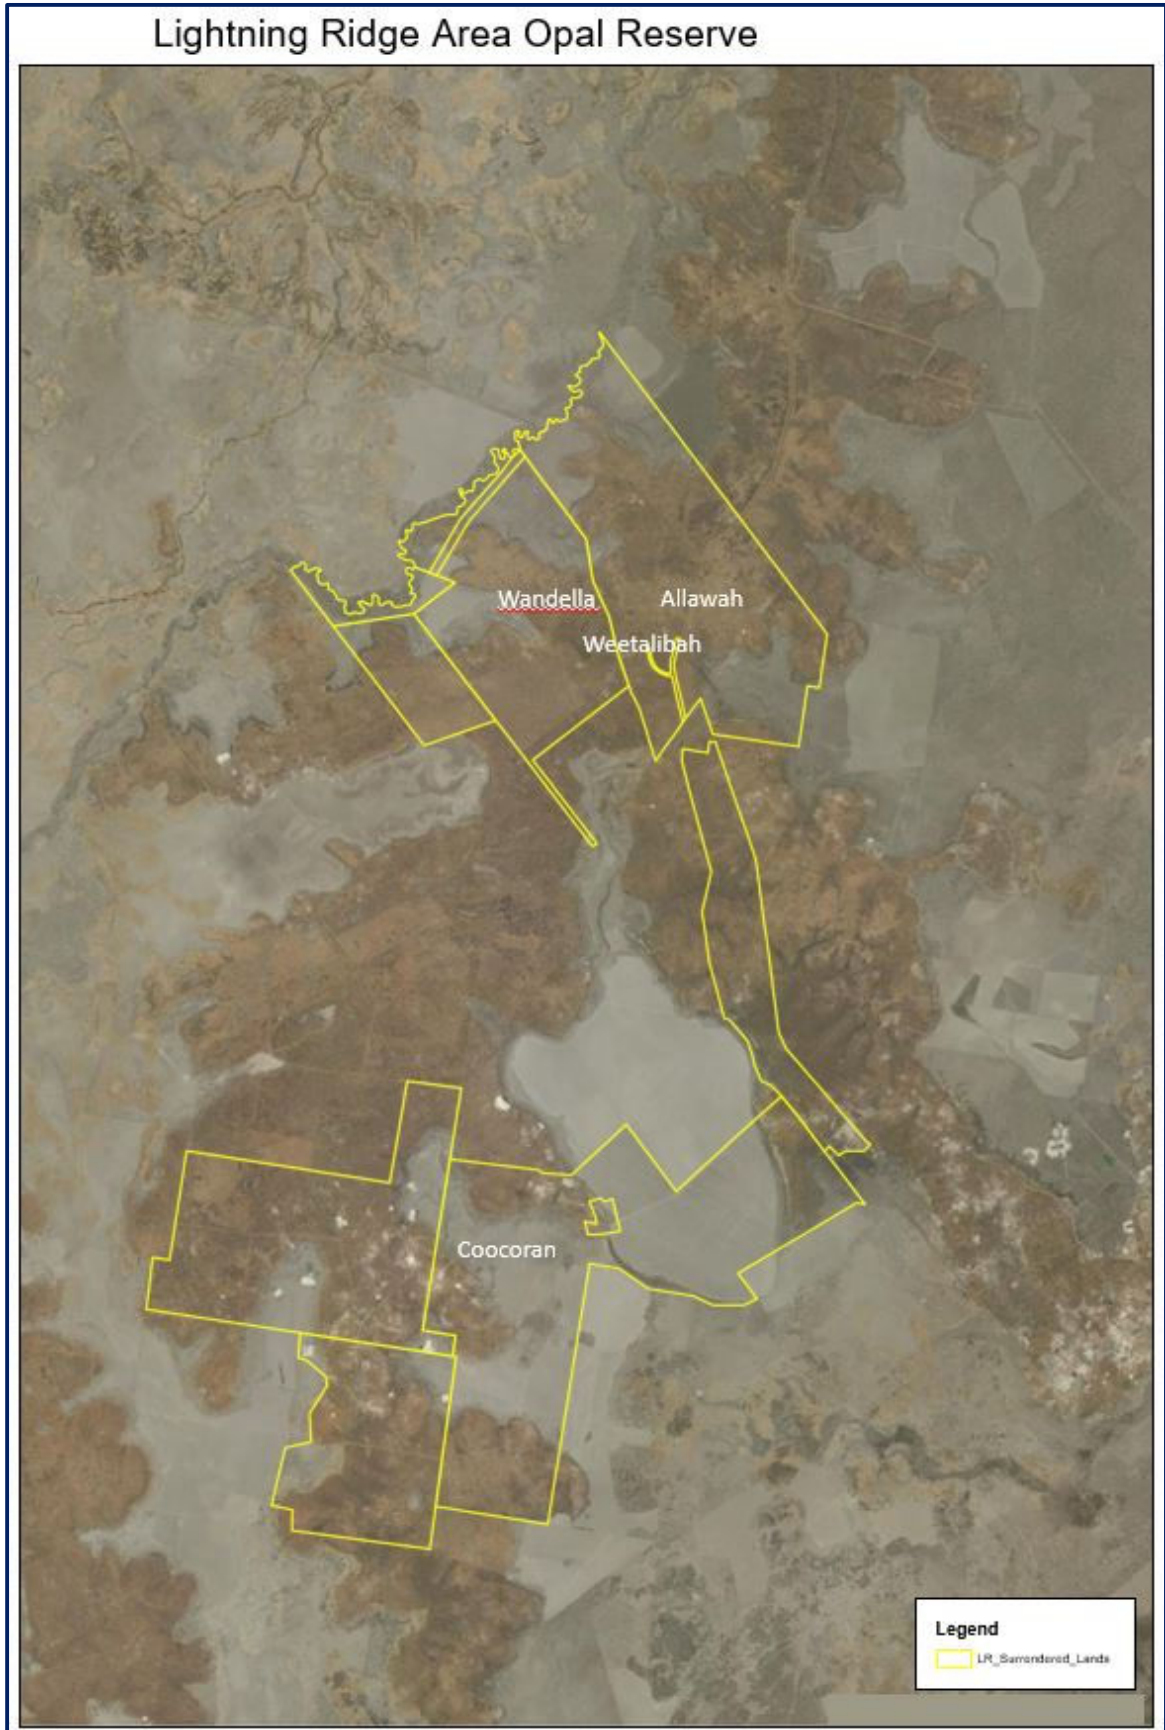 Lightning Ridge Area Opal Reserve
Wandella
Allawah
Weetalibah
Coocoran
Legend
LR_Surrendered_Lands